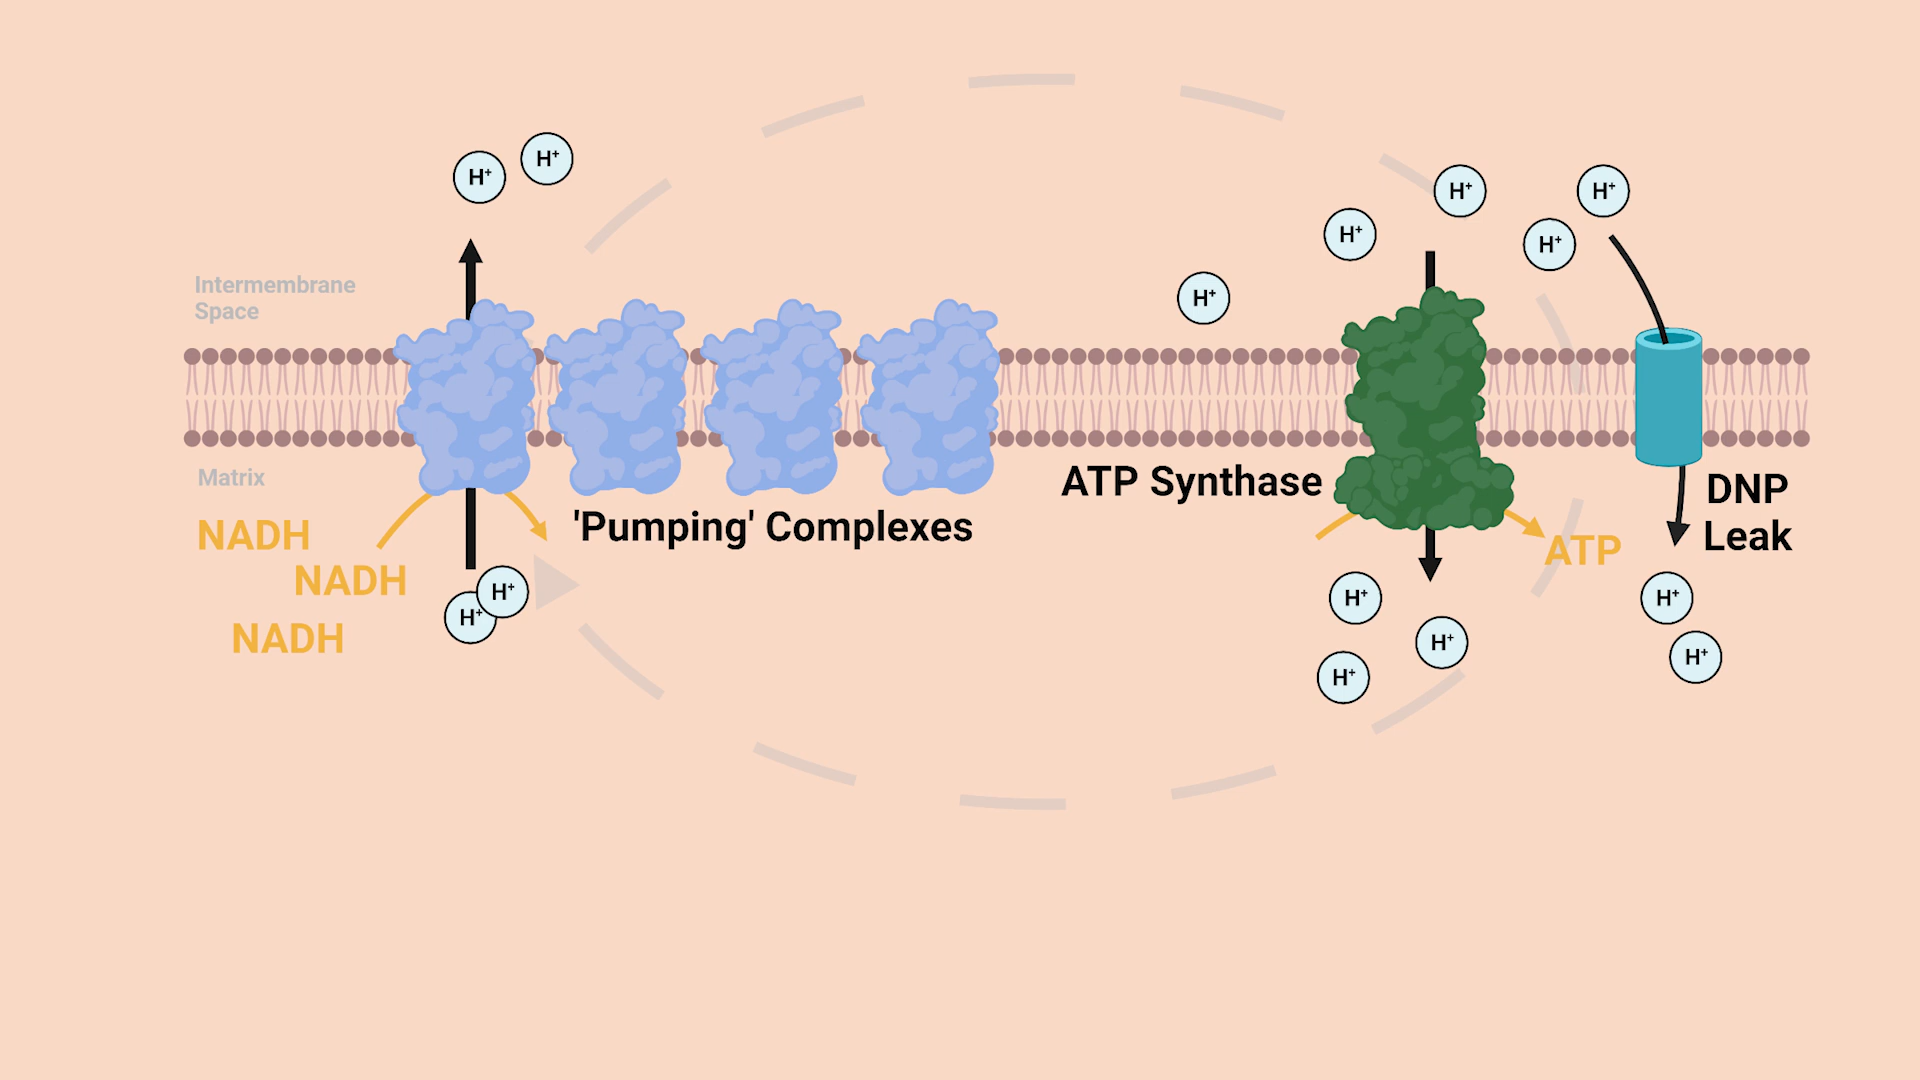 H⁺
H⁺
H⁺
H⁺
H⁺
H⁺
H⁺
Intermembrane
Space
Matrix
NADH
NADH
NADH
'Pumping' Complexes
H⁺
H⁺
ATP Synthase
ATP
DNP
Leak
H⁺
H⁺
H⁺
H⁺
H⁺